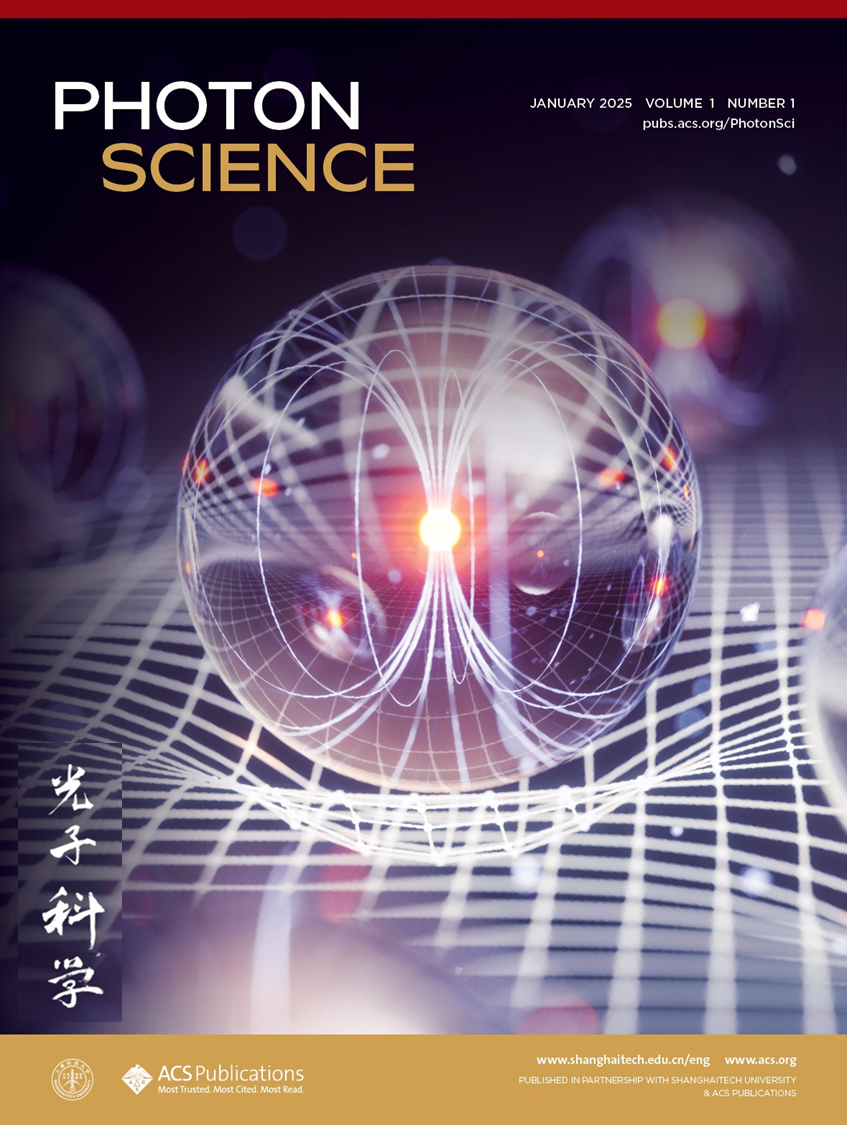 PHOTON
SCIENCE
JANUARY 2025 VOLUME 1 NUMBER 1
pubs.acs.org/PhotonSci
光子科学
ACS Publications
Most Trusted. Most Cited. Most Read.
www.shanghaitech.edu.cn/eng www.acs.org
PUBLISHED IN PARTNERSHIP WITH SHANGHAITECH UNIVERSITY
& ACS PUBLICATIONS